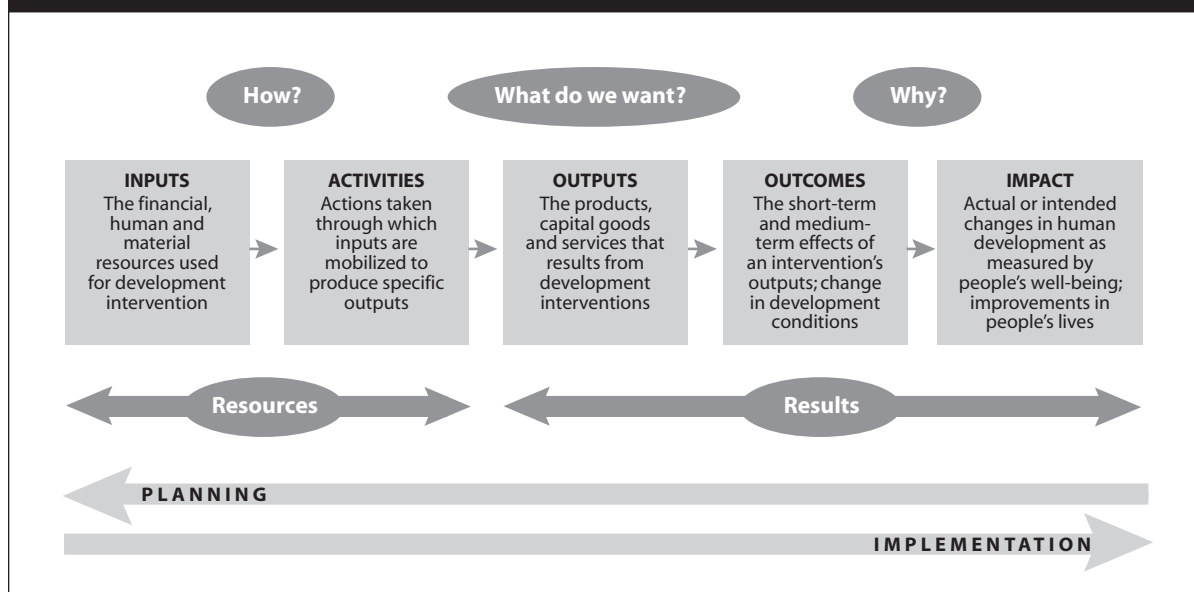 How?
What do we want?
Why?
INPUTS
The financial,
human and
material
resources used
for development
intervention
ACTIVITIES
Actions taken
through which
inputs are
mobilized to
produce specific
outputs
OUTPUTS
The products,
capital goods
and services that
results from
development
interventions
OUTCOMES
The short-term
and medium-
term effects of
an intervention’s
outputs; change
in development
conditions
IMPACT
Actual or intended
changes in human
development as
measured by
people’s well-being;
improvements in
people’s lives
Resources
Results
PLANNING
IMPLEMENTATION